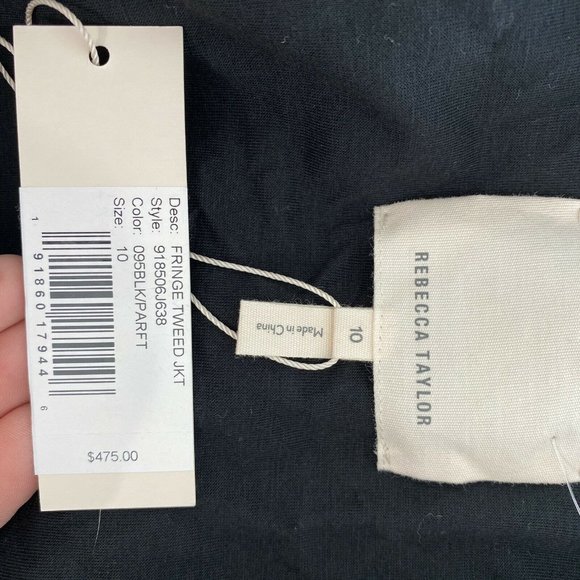 Desc: FRINGE TWEED JKT
Style: 918506J638
Color: 095BLK/PARFT
Size: 10
1 91860 17944 6
$475.00
10
Made in China
REBECCA TAYLOR